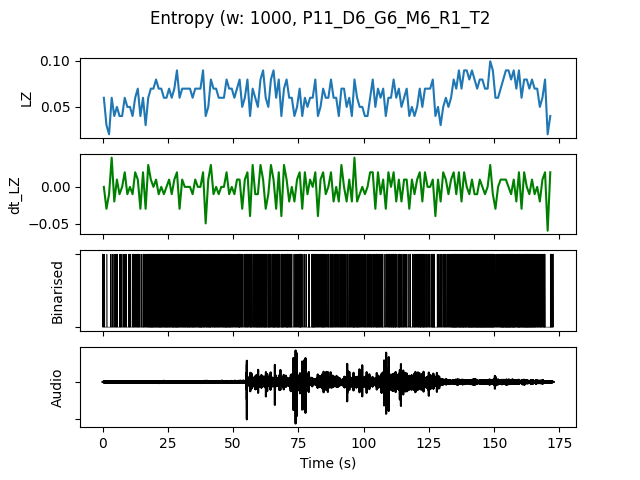 Entropy (w: 1000, P11_D6_G6_M6_R1_T2
0.10
0.05
LZ
0.00
−0.05
dt_LZ
Binarised
Audio
0 25 50 75 100 125 150 175
Time (s)